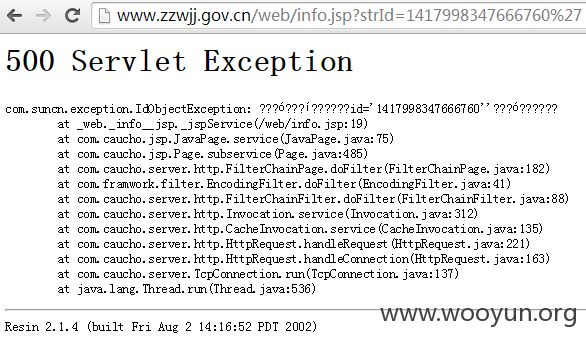 www.zzwjj.gov.cn/web/info.jsp?strId=1417998347666760%27
500 Servlet Exception
com.suncn.exception.IdObjectException: ???ó???í??????id='1417998347666760''???ó??????
at _web._info__jsp._jspService(/web/info.jsp:19)
at com.caucho.jsp.JavaPage.service(JavaPage.java:75)
at com.caucho.jsp.Page.subservice(Page.java:485)
at com.caucho.server.http.FilterChainPage.doFilter(FilterChainPage.java:182)
at com.framwork.filter.EncodingFilter.doFilter(EncodingFilter.java:41)
at com.caucho.server.http.FilterChainFilter.doFilter(FilterChainFilter.java:88)
at com.caucho.server.http.Invocation.service(Invocation.java:312)
at com.caucho.server.http.CacheInvocation.service(CacheInvocation.java:135)
at com.caucho.server.http.HttpRequest.handleRequest(HttpRequest.java:221)
at com.caucho.server.http.HttpRequest.handleConnection(HttpRequest.java:163)
at com.caucho.server.TcpConnection.run(TcpConnection.java:137)
at java.lang.Thread.run(Thread.java:536)
www.wooyun.org
Resin 2.1.4 (built Fri Aug 2 14:16:52 PDT 2002)